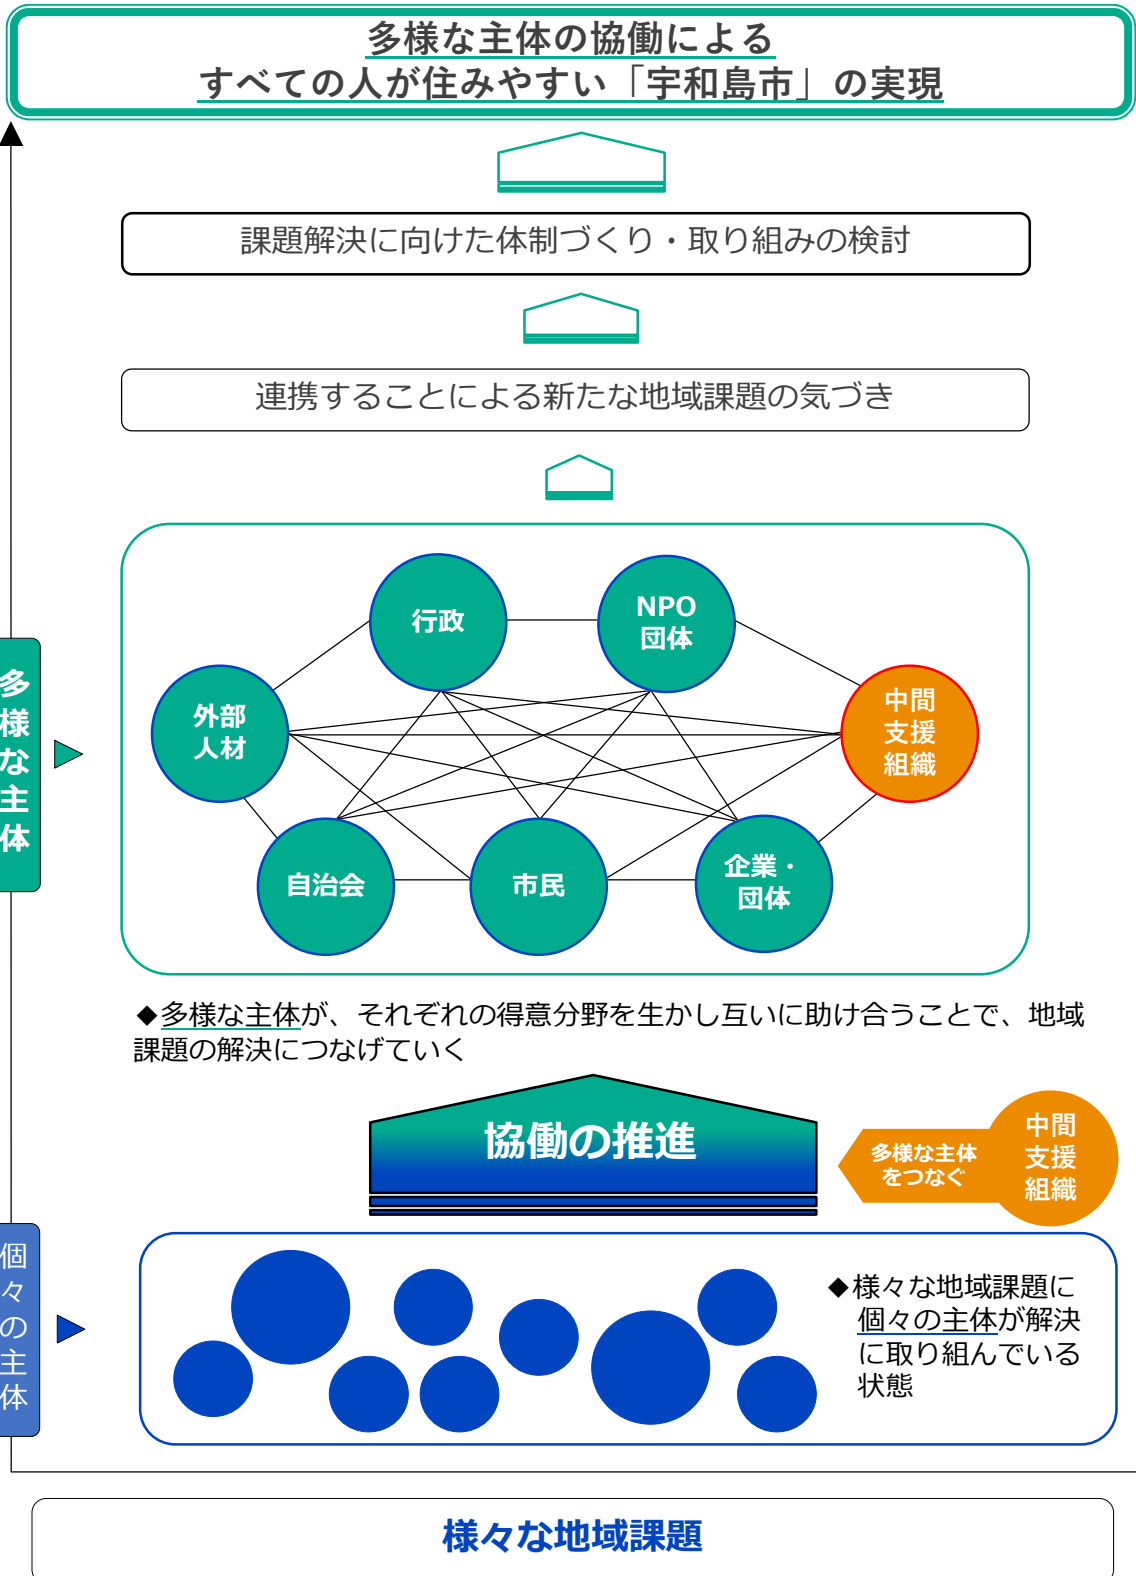 多様な主体の協働による
すべての人が住みやすい「宇和島市」の実現
課題解決に向けた体制づくり・取り組みの検討
連携することによる新たな地域課題の気づき
行政
NPO
団体
外部
人材
中間
支援
組織
自治会
市民
企業・
団体
多様な主体
◆多様な主体が、それぞれの得意分野を生かし互いに助け合うことで、地域
課題の解決につなげていく
協働の推進
多様な主体
をつなぐ
中間
支援
組織
個々の主体
◆様々な地域課題に
個々の主体が解決
に取り組んでいる
状態
様々な地域課題